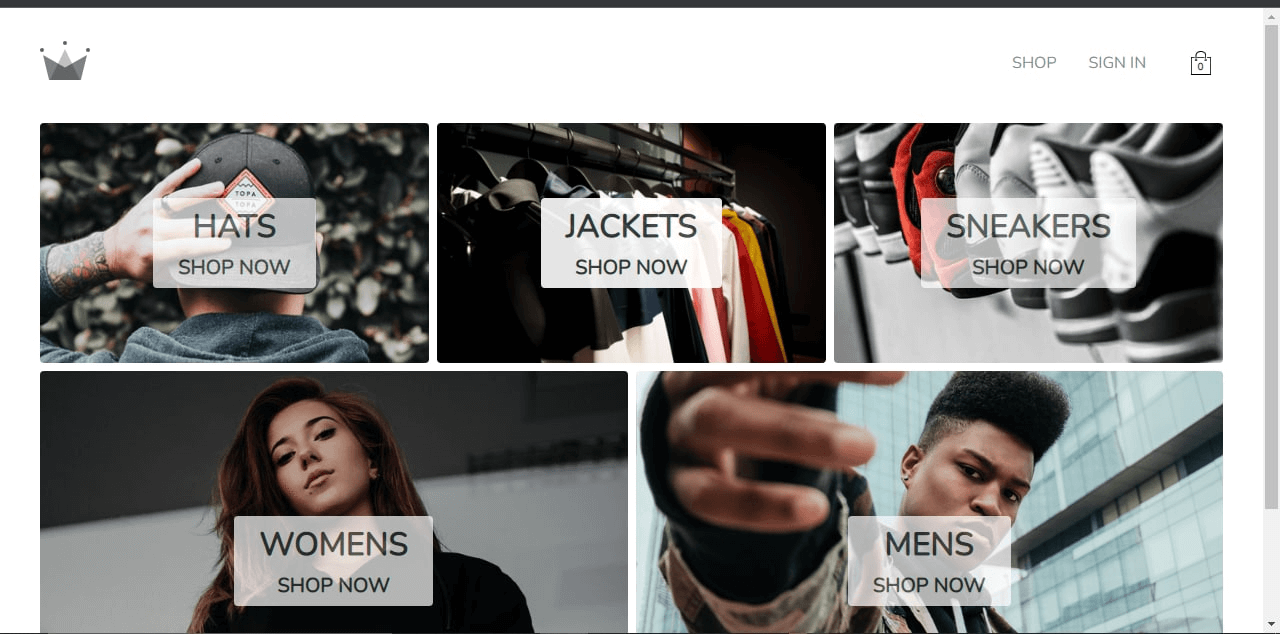 SHOP
SIGN IN
0
TOPA
TOPA
HATS
SHOP NOW
JACKETS
SHOP NOW
SNEAKERS
SHOP NOW
WOMENS
SHOP NOW
MENS
SHOP NOW